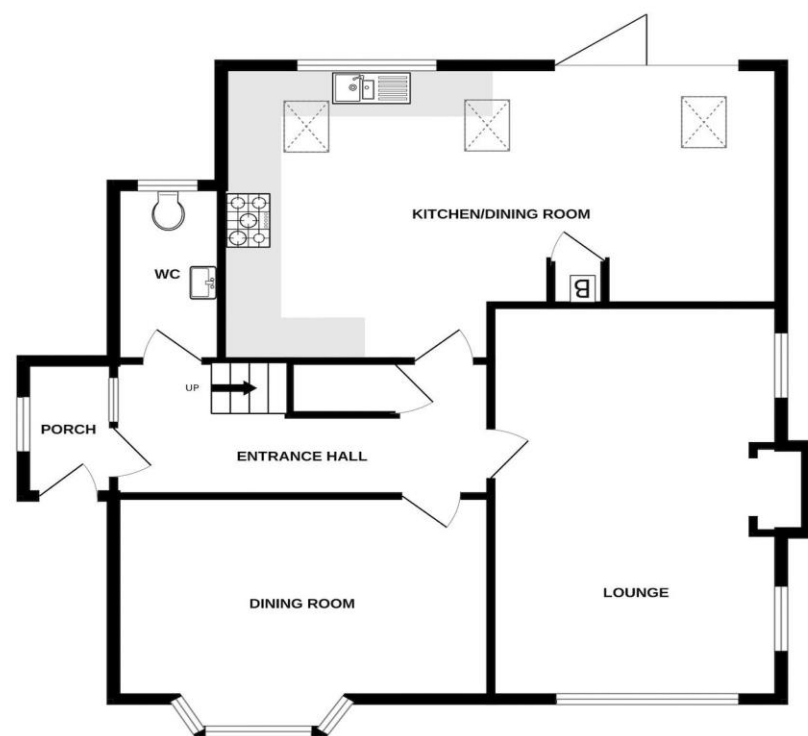 KITCHEN/DINING ROOM
WC
B
UP
PORCH
ENTRANCE HALL
DINING ROOM
LOUNGE